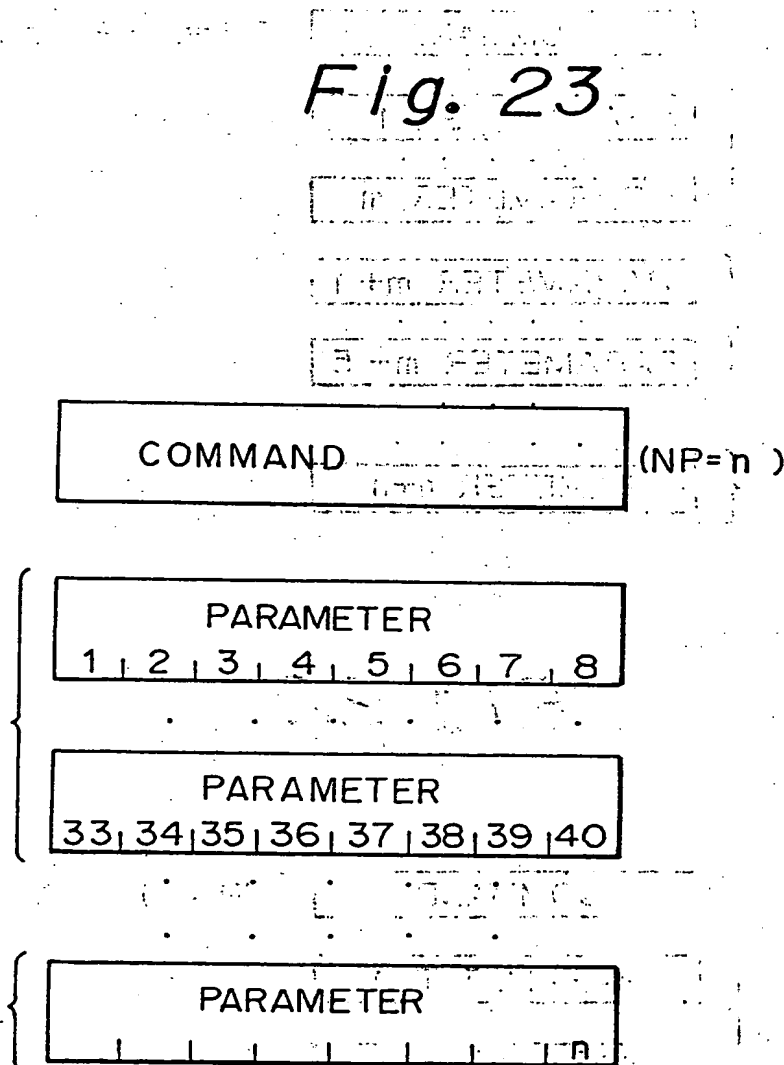 Fig. 23
COMMAND (NP=n )
PARAMETER
1 2 3 4 5 6 7 8
PARAMETER
33 34 35 36 37 38 39 40
PARAMETER
n